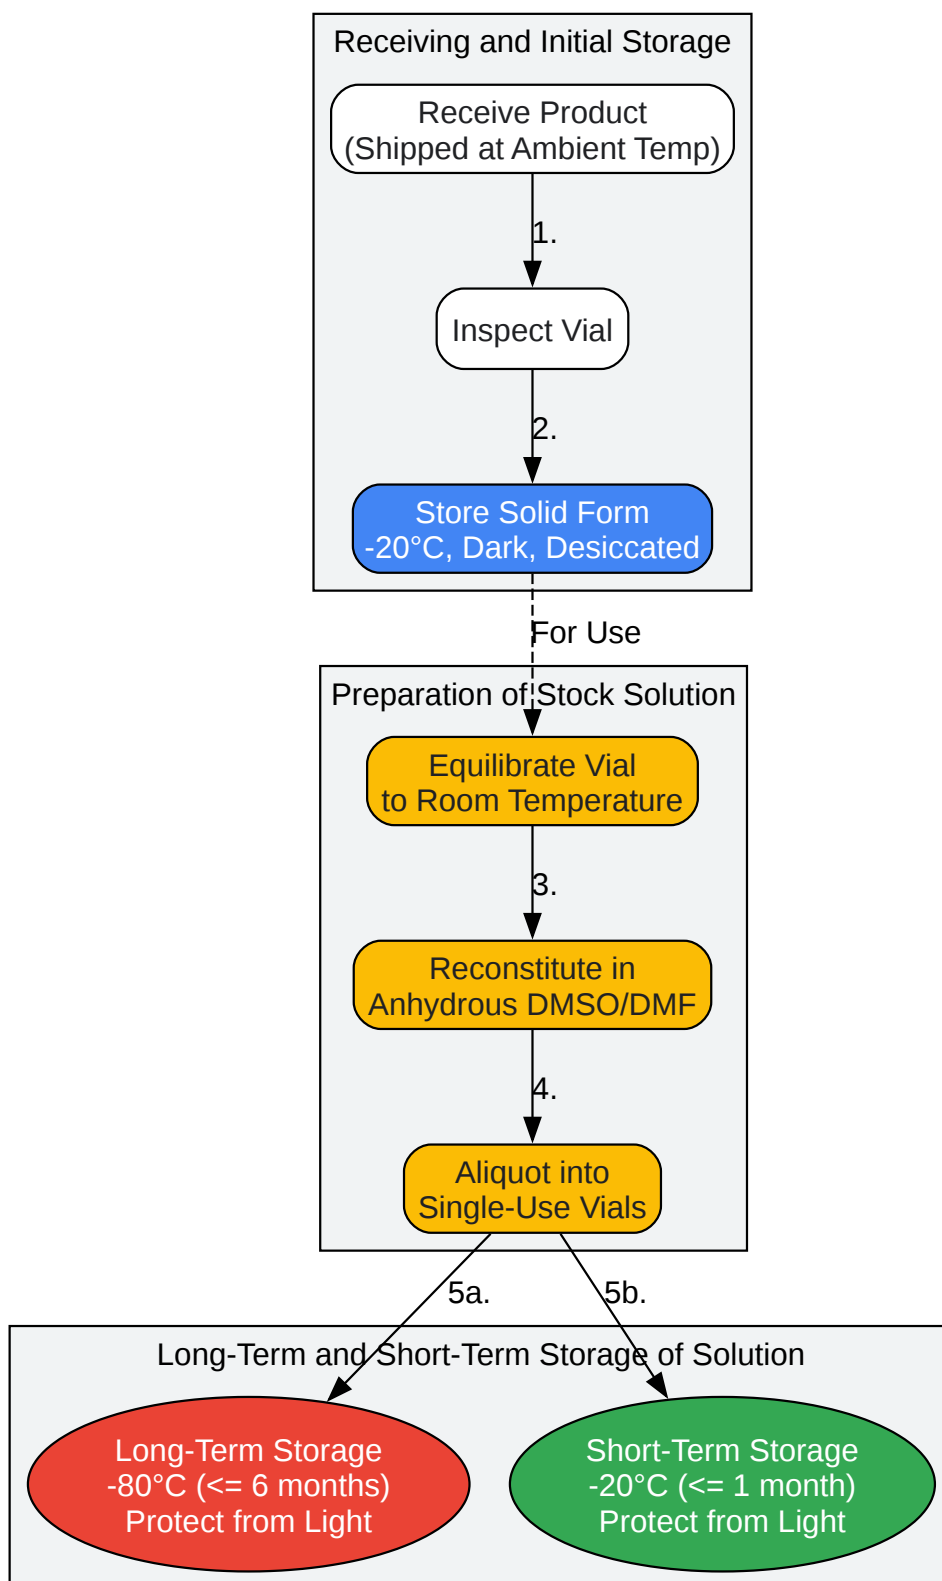 Receiving and Initial Storage
Receive Product
(Shipped at Ambient Temp)
1.
Inspect Vial
2.
Store Solid Form
-20°C, Dark, Desiccated
For Use
Preparation of Stock Solution
Equilibrate Vial
to Room Temperature
3.
Reconstitute in
Anhydrous DMSO/DMF
4.
Aliquot into
Single-Use Vials
5a.
5b.
Long-Term and Short-Term Storage of Solution
Long-Term Storage
-80°C (<= 6 months)
Protect from Light
Short-Term Storage
-20°C (<= 1 month)
Protect from Light